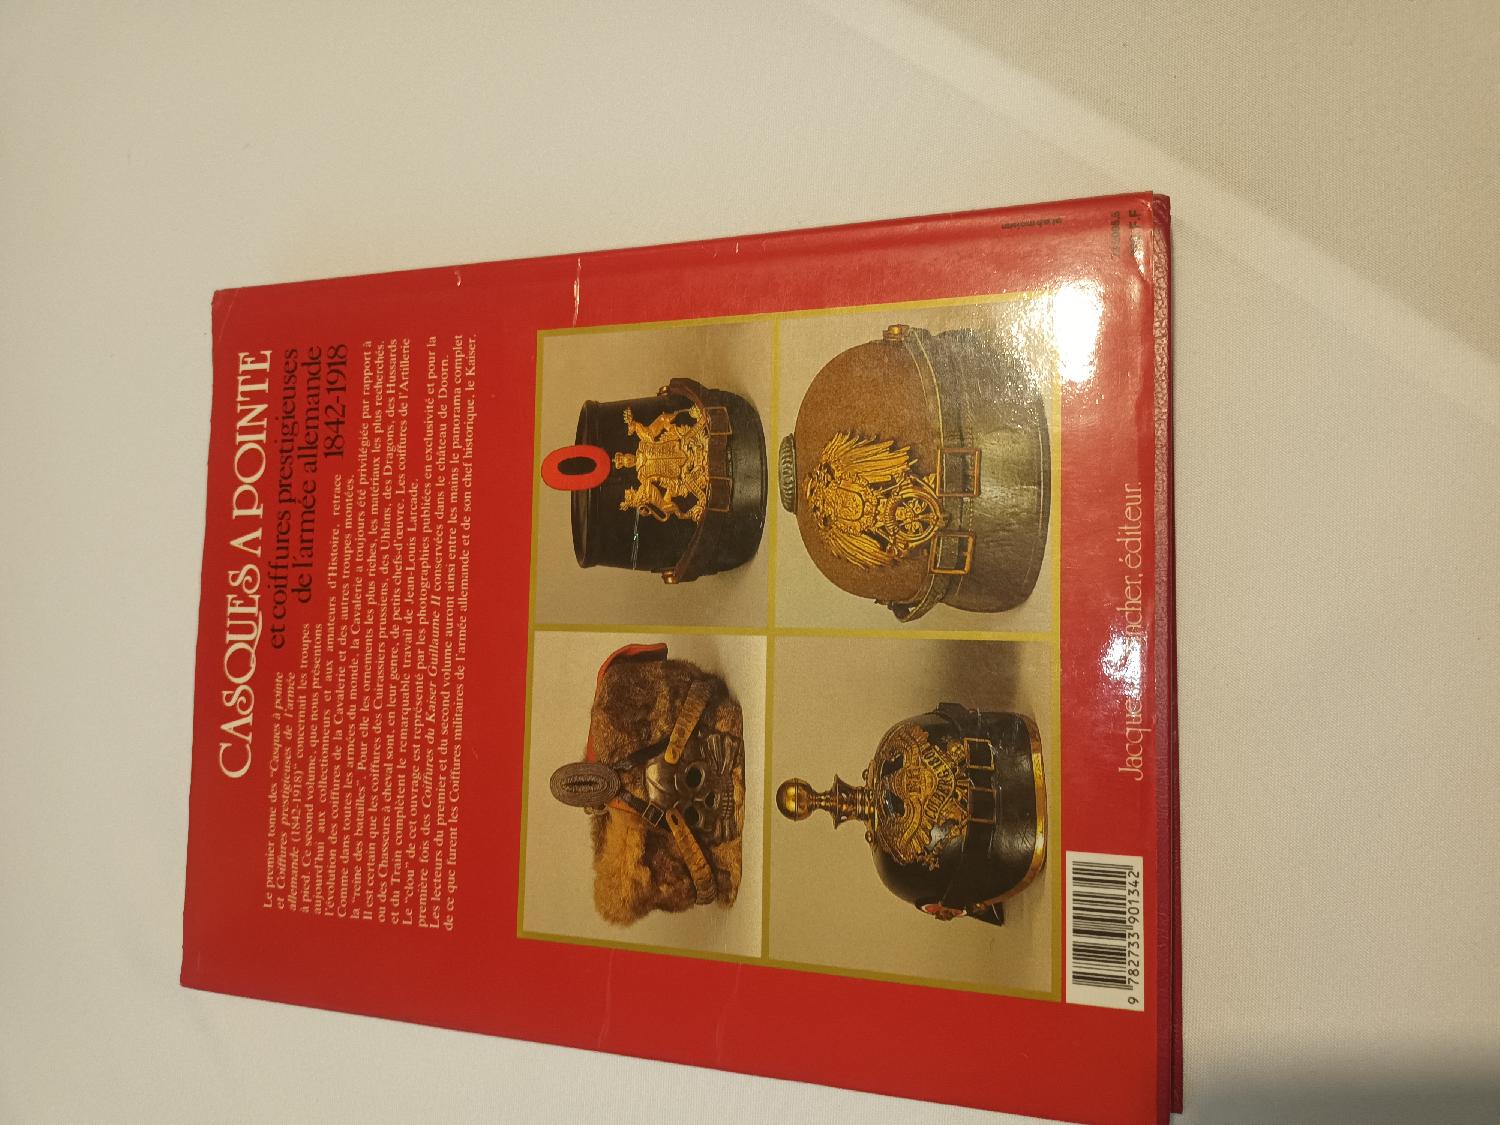 CASQUES A POINTE
et coiffures prestigieuses
de l'armée allemande
1842-1918
Le premier tome des "Casques à pointe
et Coiffures prestigieuses de l'armée
allemande (1842-1918)" concernait les troupes
à pied. Ce second volume, que nous présentons
aujourd'hui aux collectionneurs et aux amateurs d'Histoire, retrace
l'évolution des coiffures de la Cavalerie et des autres troupes montées.
Comme dans toutes les armées du monde, la Cavalerie a toujours été privilégiée par rapport à
la "reine des batailles". Pour elle les ornements les plus riches, les matériaux les plus recherchés.
Il est certain que les coiffures des Cuirassiers prussiens, des Uhlans, des Dragons, des Hussards
ou des Chasseurs à cheval sont, en leur genre, de petits chefs-d'œuvre. Les coiffures de l'Artillerie
et du Train complètent le remarquable travail de Jean-Louis Larcade.
Le "clou" de cet ouvrage est représenté par les photographies publiées en exclusivité et pour la
première fois des Coiffures du Kaiser Guillaume II conservées dans le château de Doorn.
Les lecteurs du premier et du second volume auront ainsi entre les mains le panorama complet
de ce que furent les Coiffures militaires de l'armée allemande et de son chef historique, le Kaiser.
Jacques éditeur.
9 782733 901342
F.F